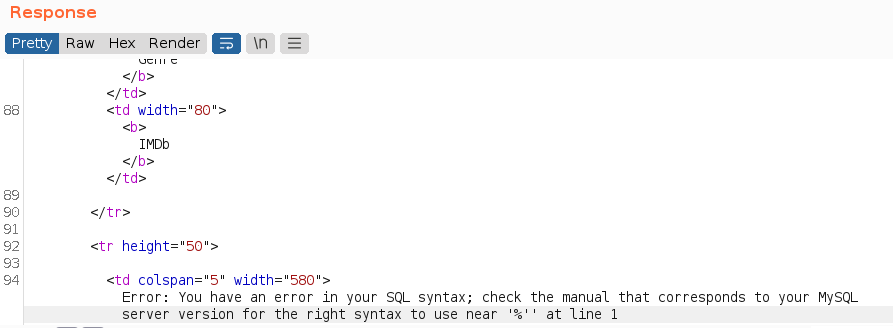 Response
Pretty Raw Hex Render \n
Genre
</b>
</td>
88 <td width="80">
<b>
IMDb
</b>
</td>
89
90 </tr>
91
92 <tr height="50">
93
94 <td colspan="5" width="580">
Error: You have an error in your SQL syntax; check the manual that corresponds to your MySQL
server version for the right syntax to use near '%'' at line 1